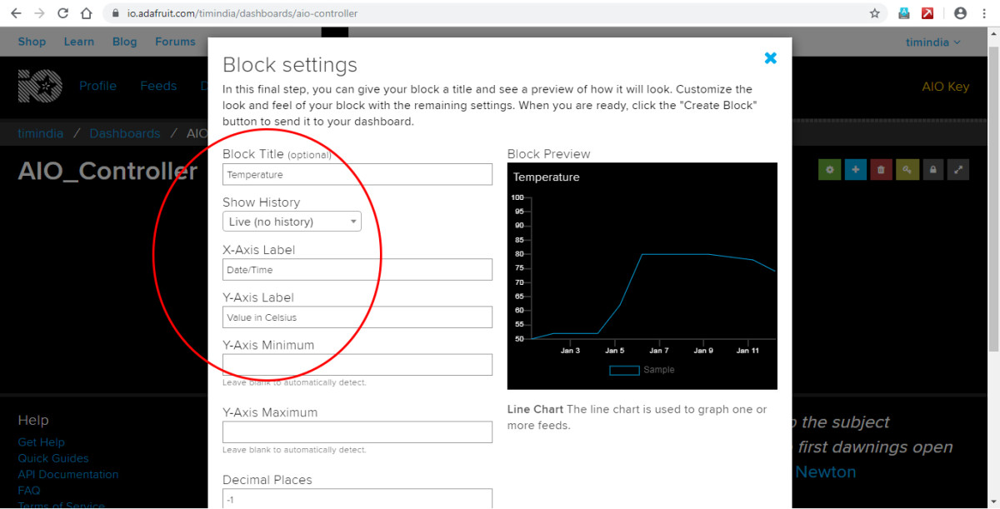 io.adafruit.com/timindia/dashboards/aio-controller
Shop Learn Blog Forums
timindia
Profile Feeds D
AIO Key
timindia / Dashboards / AIO
AIO_Controller
Block settings
In this final step, you can give your block a title and see a preview of how it will look. Customize the
look and feel of your block with the remaining settings. When you are ready, click the "Create Block"
button to send it to your dashboard.
Block Title (optional)
Temperature
Show History
Live (no history)
X-Axis Label
Date/Time
Y-Axis Label
Value in Celsius
Y-Axis Minimum
Leave blank to automatically detect.
Y-Axis Maximum
Leave blank to automatically detect.
Decimal Places
-1
Block Preview
Temperature
100
95
90
85
80
75
70
65
60
55
50
Jan 3 Jan 5 Jan 7 Jan 9 Jan 11
Sample
Line Chart The line chart is used to graph one or
more feeds.
Help
Get Help
Quick Guides
API Documentation
FAQ
Terms of Service
the subject
first dawnings open
Newton